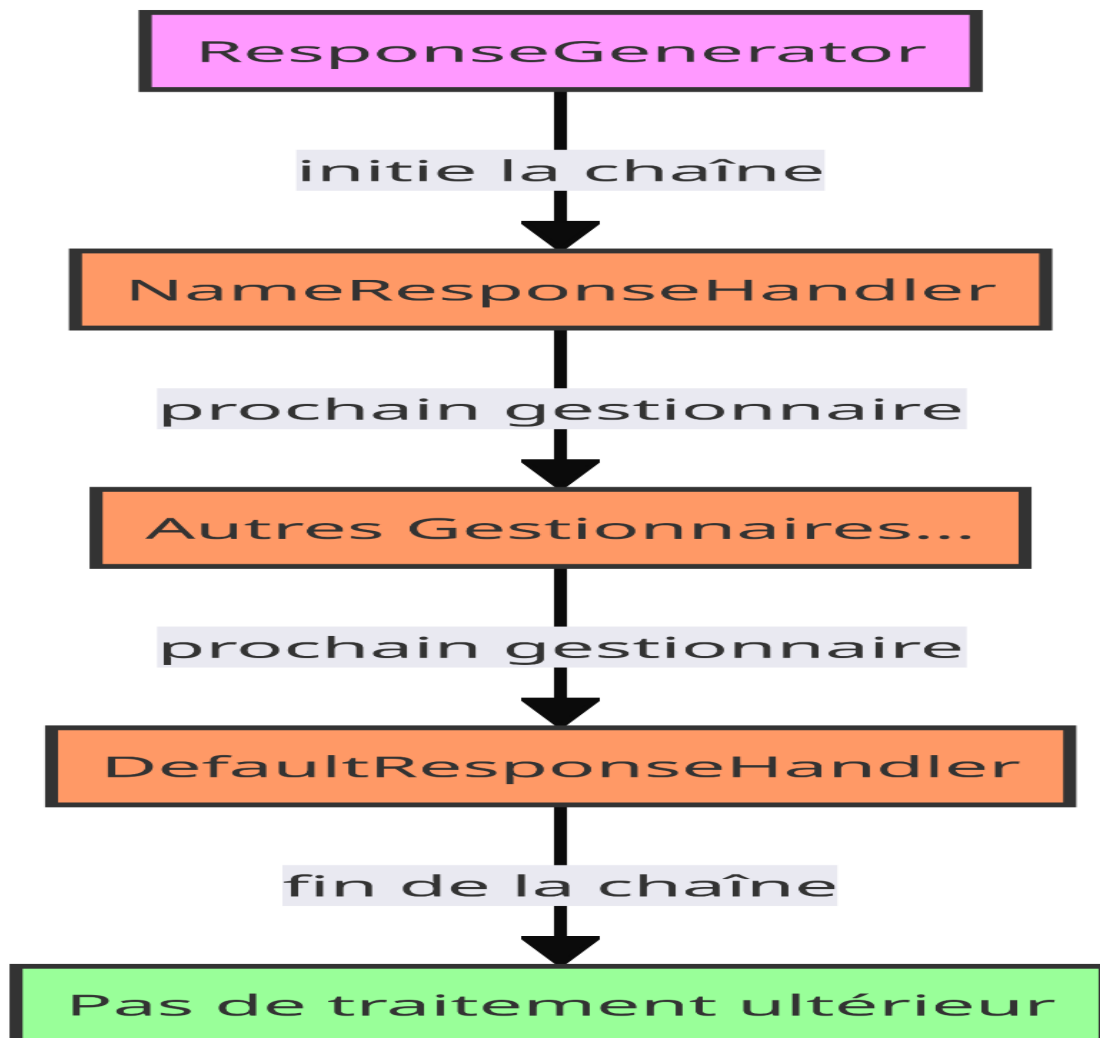 ResponseGenerator
initie la chaîne
NameResponseHandler
prochain gestionnaire
Autres Gestionnaires...
prochain gestionnaire
DefaultResponseHandler
fin de la chaîne
Pas de traitement ultérieur